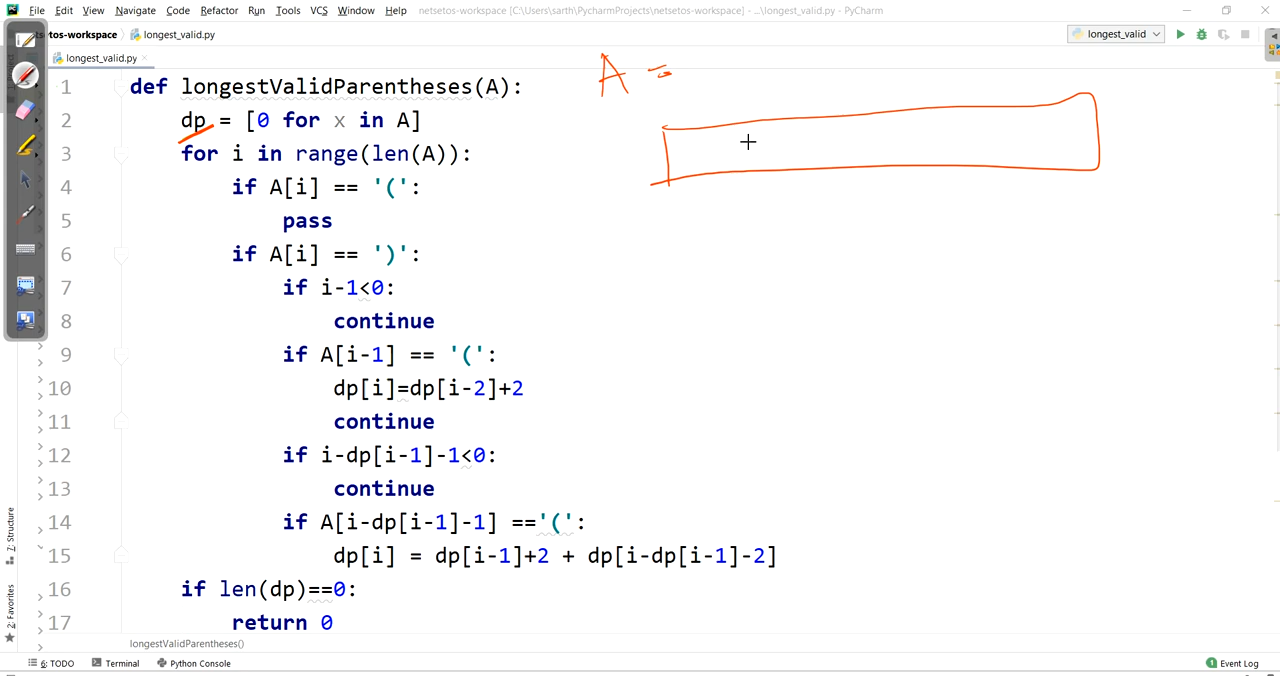 File Edit View Navigate Code Refactor Run Tools VCS Window Help netsetos-workspace [C:\Users\sarth\PycharmProjects\netsetos-workspace] - ...\longest_valid.py - PyCharm
tsetos-workspace longest_valid.py longest_valid
longest_valid.py
A =
1 def longestValidParentheses(A):
2 dp = [0 for x in A]
3 for i in range(len(A)):
4 if A[i] == '(':
5 pass
6 if A[i] == ')':
7 if i-1<0:
8 continue
9 if A[i-1] == '(':
10 dp[i]=dp[i-2]+2
11 continue
12 if i-dp[i-1]-1<0:
13 continue
14 if A[i-dp[i-1]-1] =='(':
15 dp[i] = dp[i-1]+2 + dp[i-dp[i-1]-2]
16 if len(dp)==0:
17 return 0
longestValidParentheses()
7: Structure
2: Favorites
6: TODO Terminal Python Console 1 Event Log